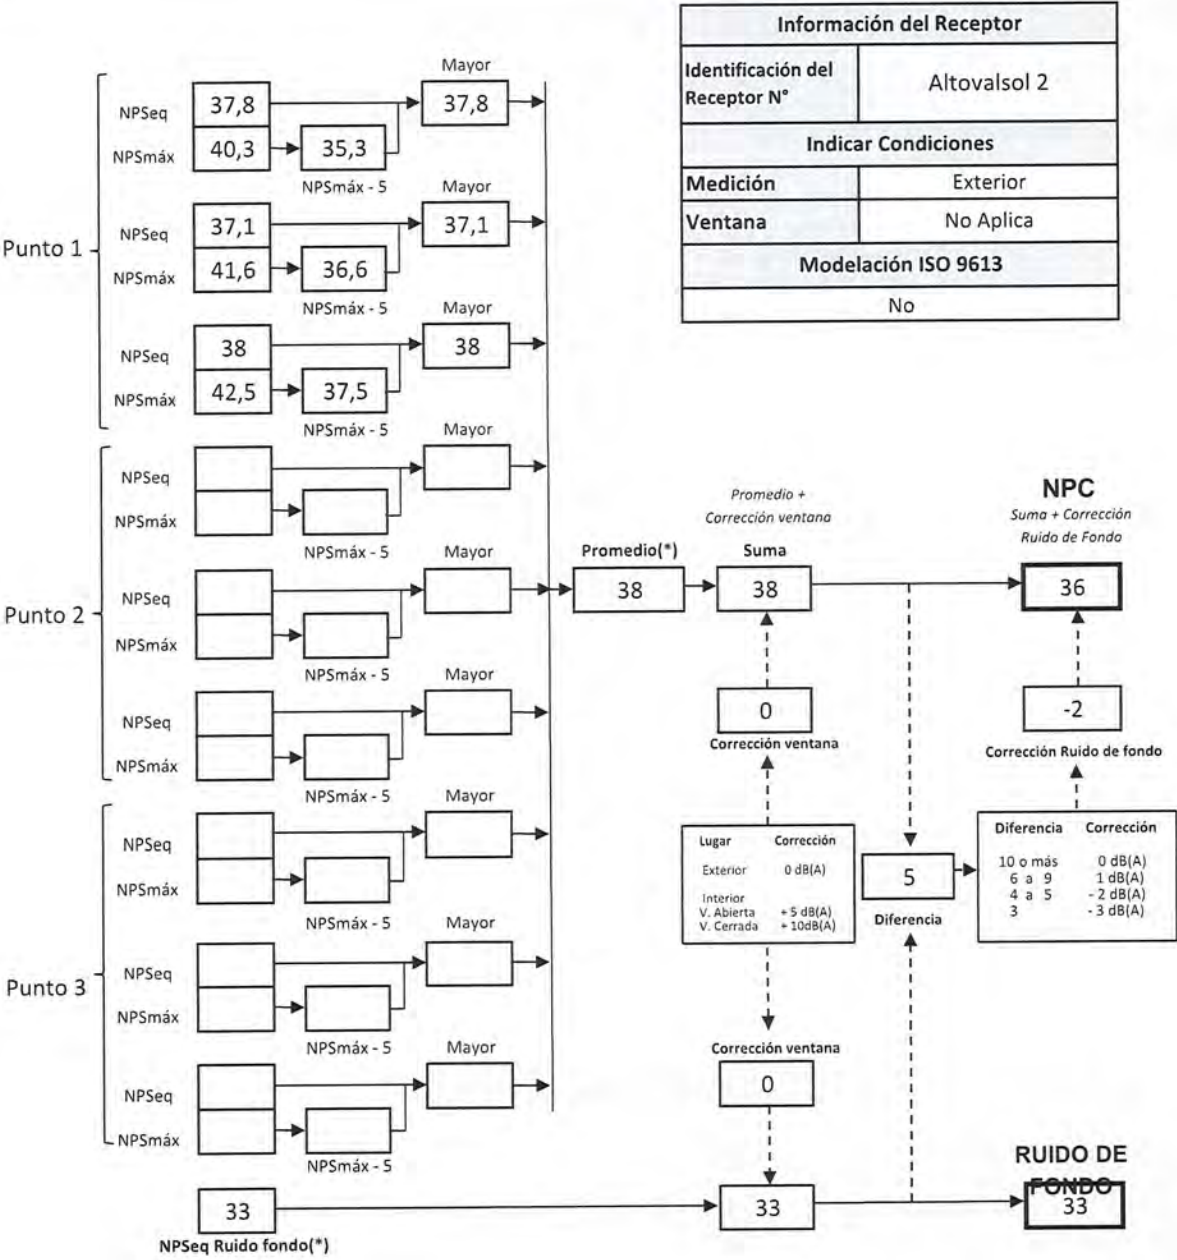 Información del Receptor
Identificación del Receptor N°
Altovalsol 2
Indicar Condiciones
Medición
Exterior
Ventana
No Aplica
Modelación ISO 9613
No
Punto 1
Mayor
NPSeq
37,8
37,8
NPSmáx
40,3
35,3
NPSmáx - 5
Mayor
NPSeq
37,1
37,1
NPSmáx
41,6
36,6
NPSmáx - 5
Mayor
NPSeq
38
38
NPSmáx
42,5
37,5
NPSmáx - 5
Punto 2
Mayor
NPSeq
NPSmáx
NPSmáx - 5
Mayor
NPSeq
NPSmáx
NPSmáx - 5
Mayor
NPSeq
NPSmáx
NPSmáx - 5
Punto 3
Mayor
NPSeq
NPSmáx
NPSmáx - 5
Mayor
NPSeq
NPSmáx
NPSmáx - 5
Mayor
NPSeq
NPSmáx
NPSmáx - 5
33
NPSeq Ruido fondo(*)
Promedio(*)
38
Promedio +
Corrección ventana
Suma
38
0
Corrección ventana
Lugar Corrección
Exterior 0 dB(A)
Interior
V. Abierta + 5 dB(A)
V. Cerrada + 10dB(A)
Corrección ventana
0
33
NPC
Suma + Corrección
Ruido de Fondo
36
-2
Corrección Ruido de fondo
Diferencia Corrección
10 o más 0 dB(A)
6 a 9 1 dB(A)
4 a 5 - 2 dB(A)
3 - 3 dB(A)
5
Diferencia
RUIDO DE
FONDO
33